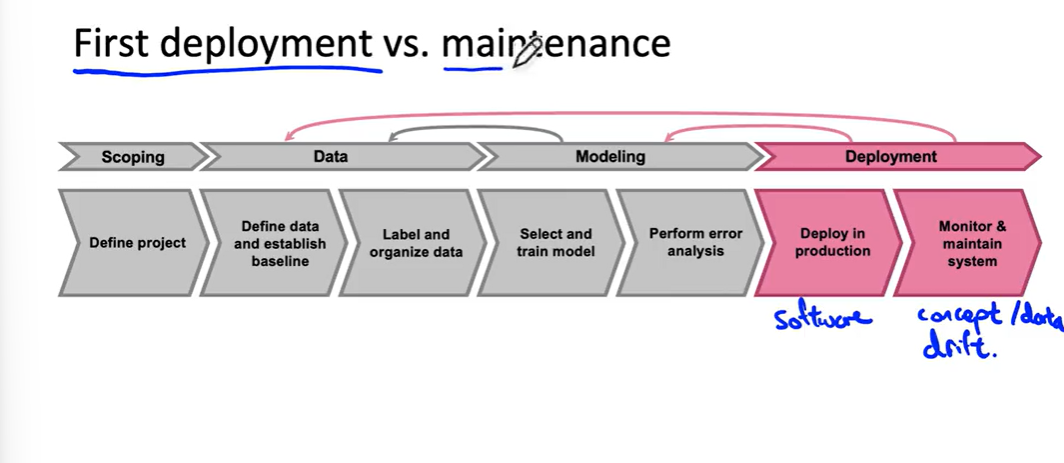 First deployment vs. maintenance
Scoping
Data
Modeling
Deployment
Define project
Define data
and establish
baseline
Label and
organize data
Select and
train model
Perform error
analysis
Deploy in
production
Monitor &
maintain
system
software
concept/data
drift.